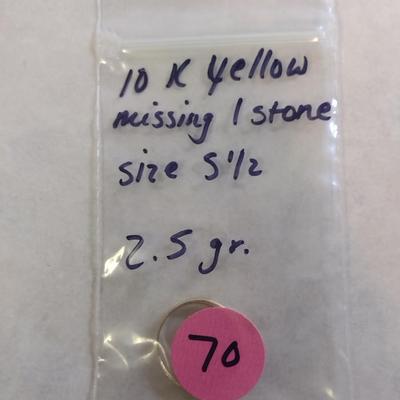 10 K yellow
missing 1 stone
size 5 1/2
2.5 gr.
70